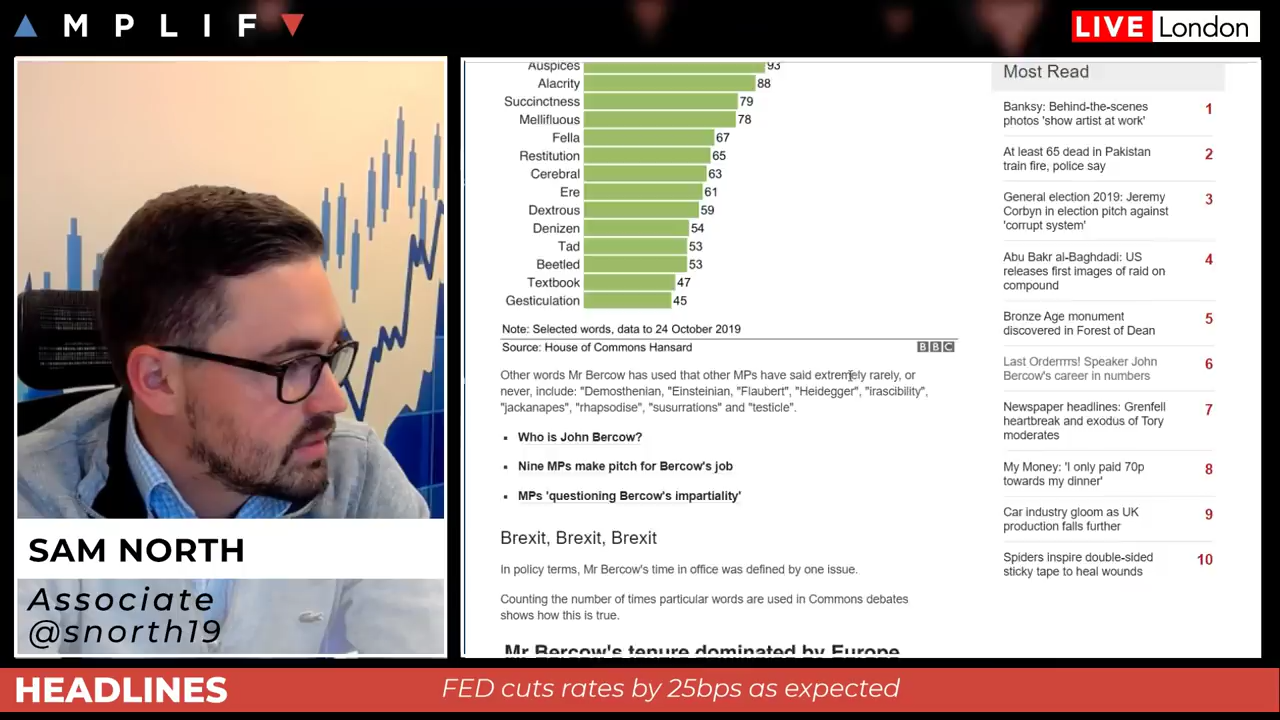 AMPLIFY
LIVE London
Auspices 93
Alacrity 88
Succinctness 79
Mellifluous 78
Fella 67
Restitution 65
Cerebral 63
Ere 61
Dextrous 59
Denizen 54
Tad 53
Beetled 53
Textbook 47
Gesticulation 45
Note: Selected words, data to 24 October 2019
Source: House of Commons Hansard
BBC
Other words Mr Bercow has used that other MPs have said extremely rarely, or
never, include: "Demosthenian, "Einsteinian, "Flaubert", "Heidegger", "irascibility",
"jackanapes", "rhapsodise", "susurrations" and "testicle".
Who is John Bercow?
Nine MPs make pitch for Bercow's job
MPs 'questioning Bercow's impartiality'
Brexit, Brexit, Brexit
In policy terms, Mr Bercow's time in office was defined by one issue.
Counting the number of times particular words are used in Commons debates
shows how this is true.
Mr Bercow's tenure dominated by Europe
Most Read
Banksy: Behind-the-scenes 1
photos 'show artist at work'
At least 65 dead in Pakistan 2
train fire, police say
General election 2019: Jeremy 3
Corbyn in election pitch against
'corrupt system'
Abu Bakr al-Baghdadi: US 4
releases first images of raid on
compound
Bronze Age monument 5
discovered in Forest of Dean
Last Orderrrrs! Speaker John 6
Bercow's career in numbers
Newspaper headlines: Grenfell 7
heartbreak and exodus of Tory
moderates
My Money: 'I only paid 70p 8
towards my dinner'
Car industry gloom as UK 9
production falls further
Spiders inspire double-sided 10
sticky tape to heal wounds
SAM NORTH
Associate
@snorth19
HEADLINES FED cuts rates by 25bps as expected